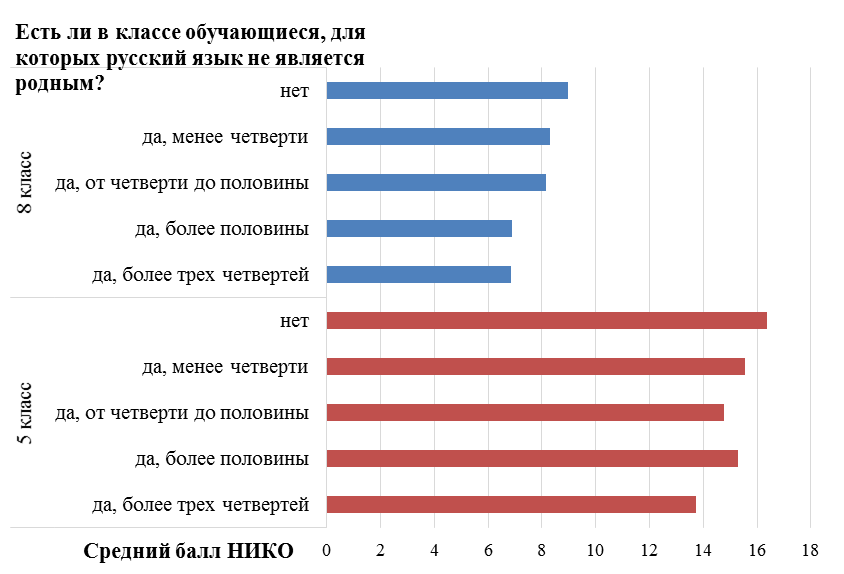 Есть ли в классе обучающиеся, для
которых русский язык не является
родным?
8 класс
нет
да, менее четверти
да, от четверти до половины
да, более половины
да, более трех четвертей
5 класс
нет
да, менее четверти
да, от четверти до половины
да, более половины
да, более трех четвертей
Средний балл НИКО
0 2 4 6 8 10 12 14 16 18